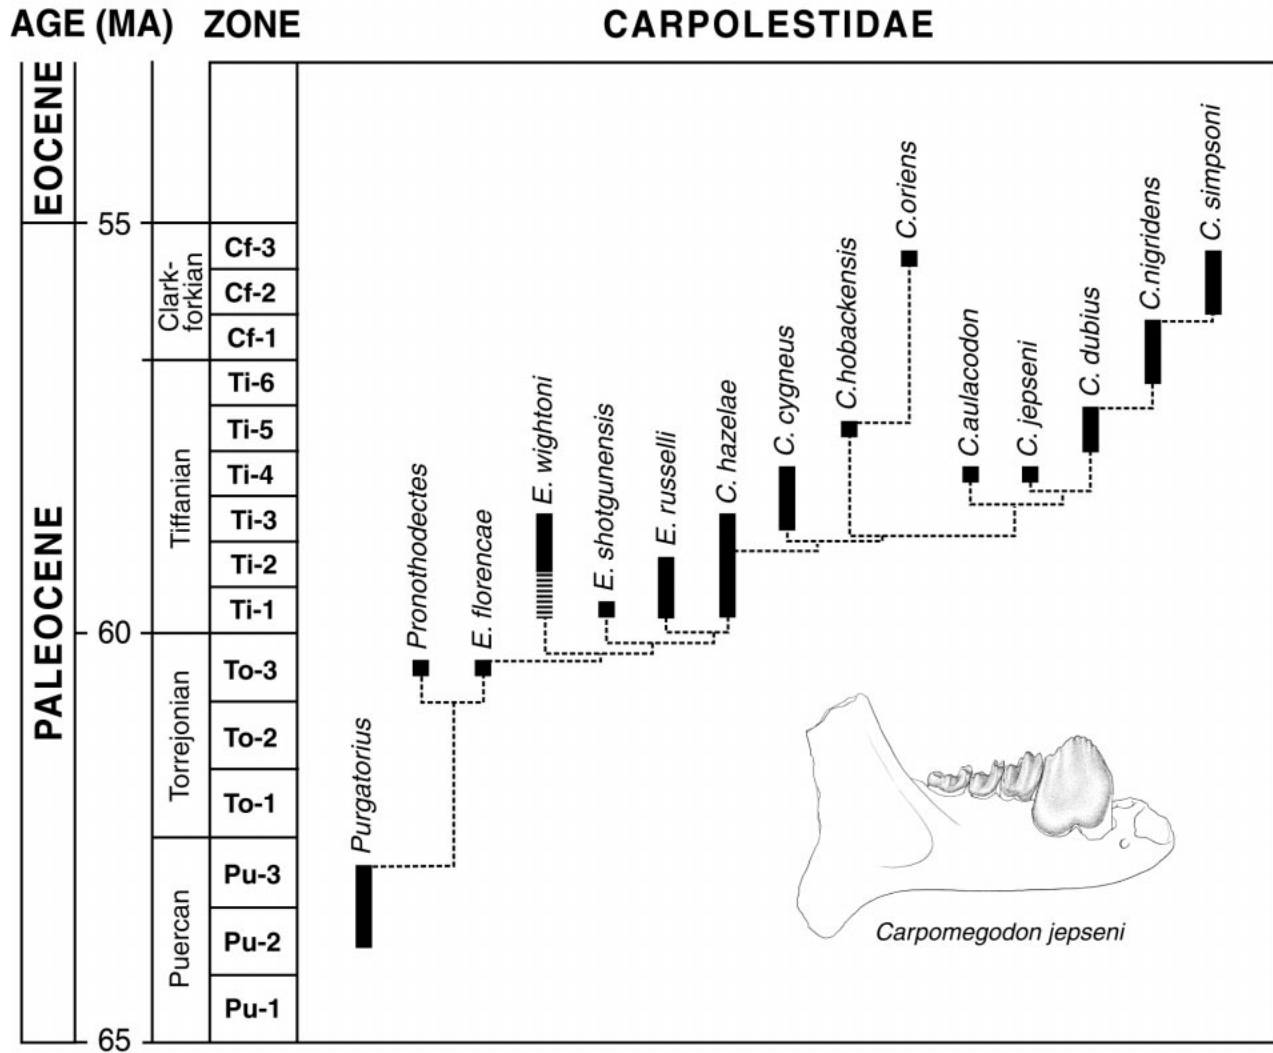 AGE (MA) ZONE CARPOLESTIDAE
EOCENE
PALEOCENE
55
60
65
Clark-
forkian
Tiffanian
Torrejonian
Puercan
Cf-3
Cf-2
Cf-1
Ti-6
Ti-5
Ti-4
Ti-3
Ti-2
Ti-1
To-3
To-2
To-1
Pu-3
Pu-2
Pu-1
Purgatorius
Pronothodectes
E. florencae
E. wightoni
E. shotgunensis
E. russelli
C. hazelae
C. cygneus
C.hobackensis
C.oriens
C.aulacodon
C. jepseni
C. dubius
C.nigridens
C. simpsoni
Carpomegodon jepseni